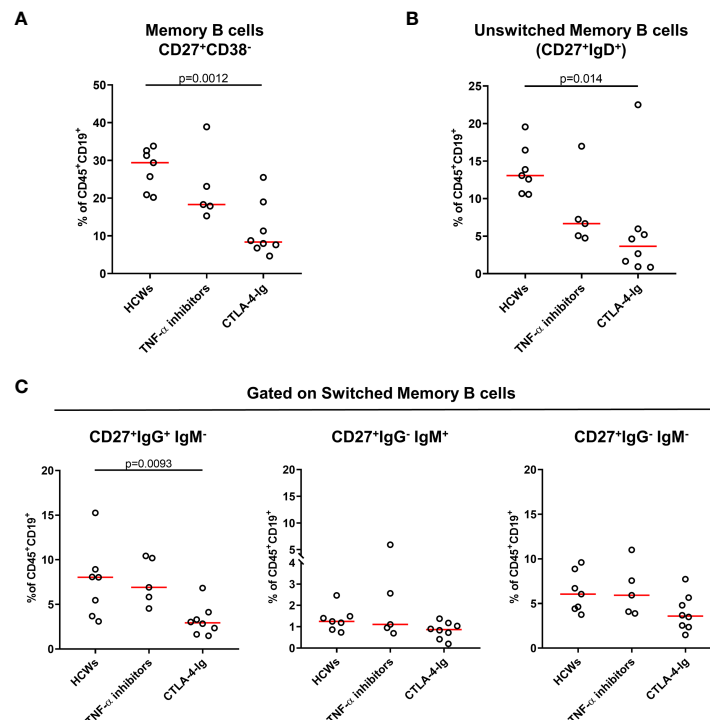 A
Memory B cells
CD27⁺CD38⁻
p=0.0012
% of CD45⁺CD19⁺
50
40
30
20
10
0
HCWs
TNF-α inhibitors
CTLA-4-Ig
B
Unswitched Memory B cells
(CD27⁺IgD⁺)
p=0.014
% of CD45⁺CD19⁺
25
20
15
10
5
0
HCWs
TNF-α inhibitors
CTLA-4-Ig
C
Gated on Switched Memory B cells
CD27⁺IgG⁺ IgM⁻
p=0.0093
%of CD45⁺CD19⁺
20
15
10
5
0
HCWs
TNF-α inhibitors
CTLA-4-Ig
CD27⁺IgG⁻ IgM⁺
% of CD45⁺CD19⁺
20
15
10
5
4
3
2
1
0
HCWs
TNF-α inhibitors
CTLA-4-Ig
CD27⁺IgG⁻ IgM⁻
% of CD45⁺CD19⁺
20
15
10
5
0
HCWs
TNF-α inhibitors
CTLA-4-Ig